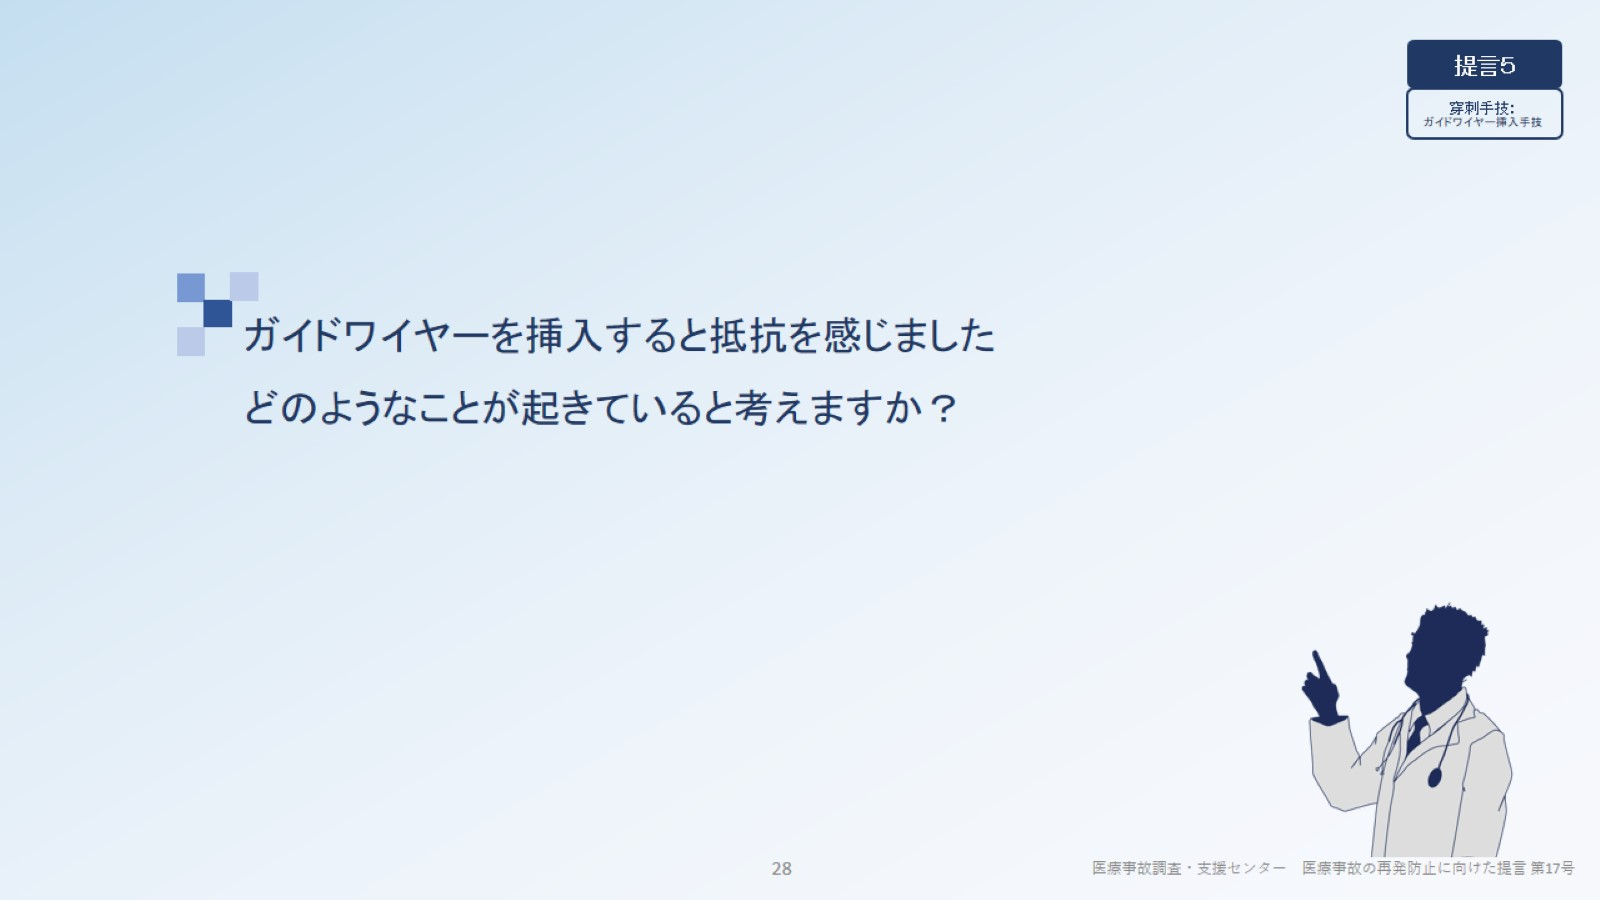 提言5
穿刺手技:
ガイドワイヤー挿入手技
ガイドワイヤーを挿入すると抵抗を感じました
どのようなことが起きていると考えますか？
28
医療事故調査・支援センター　医療事故の再発防止に向けた提言 第17号